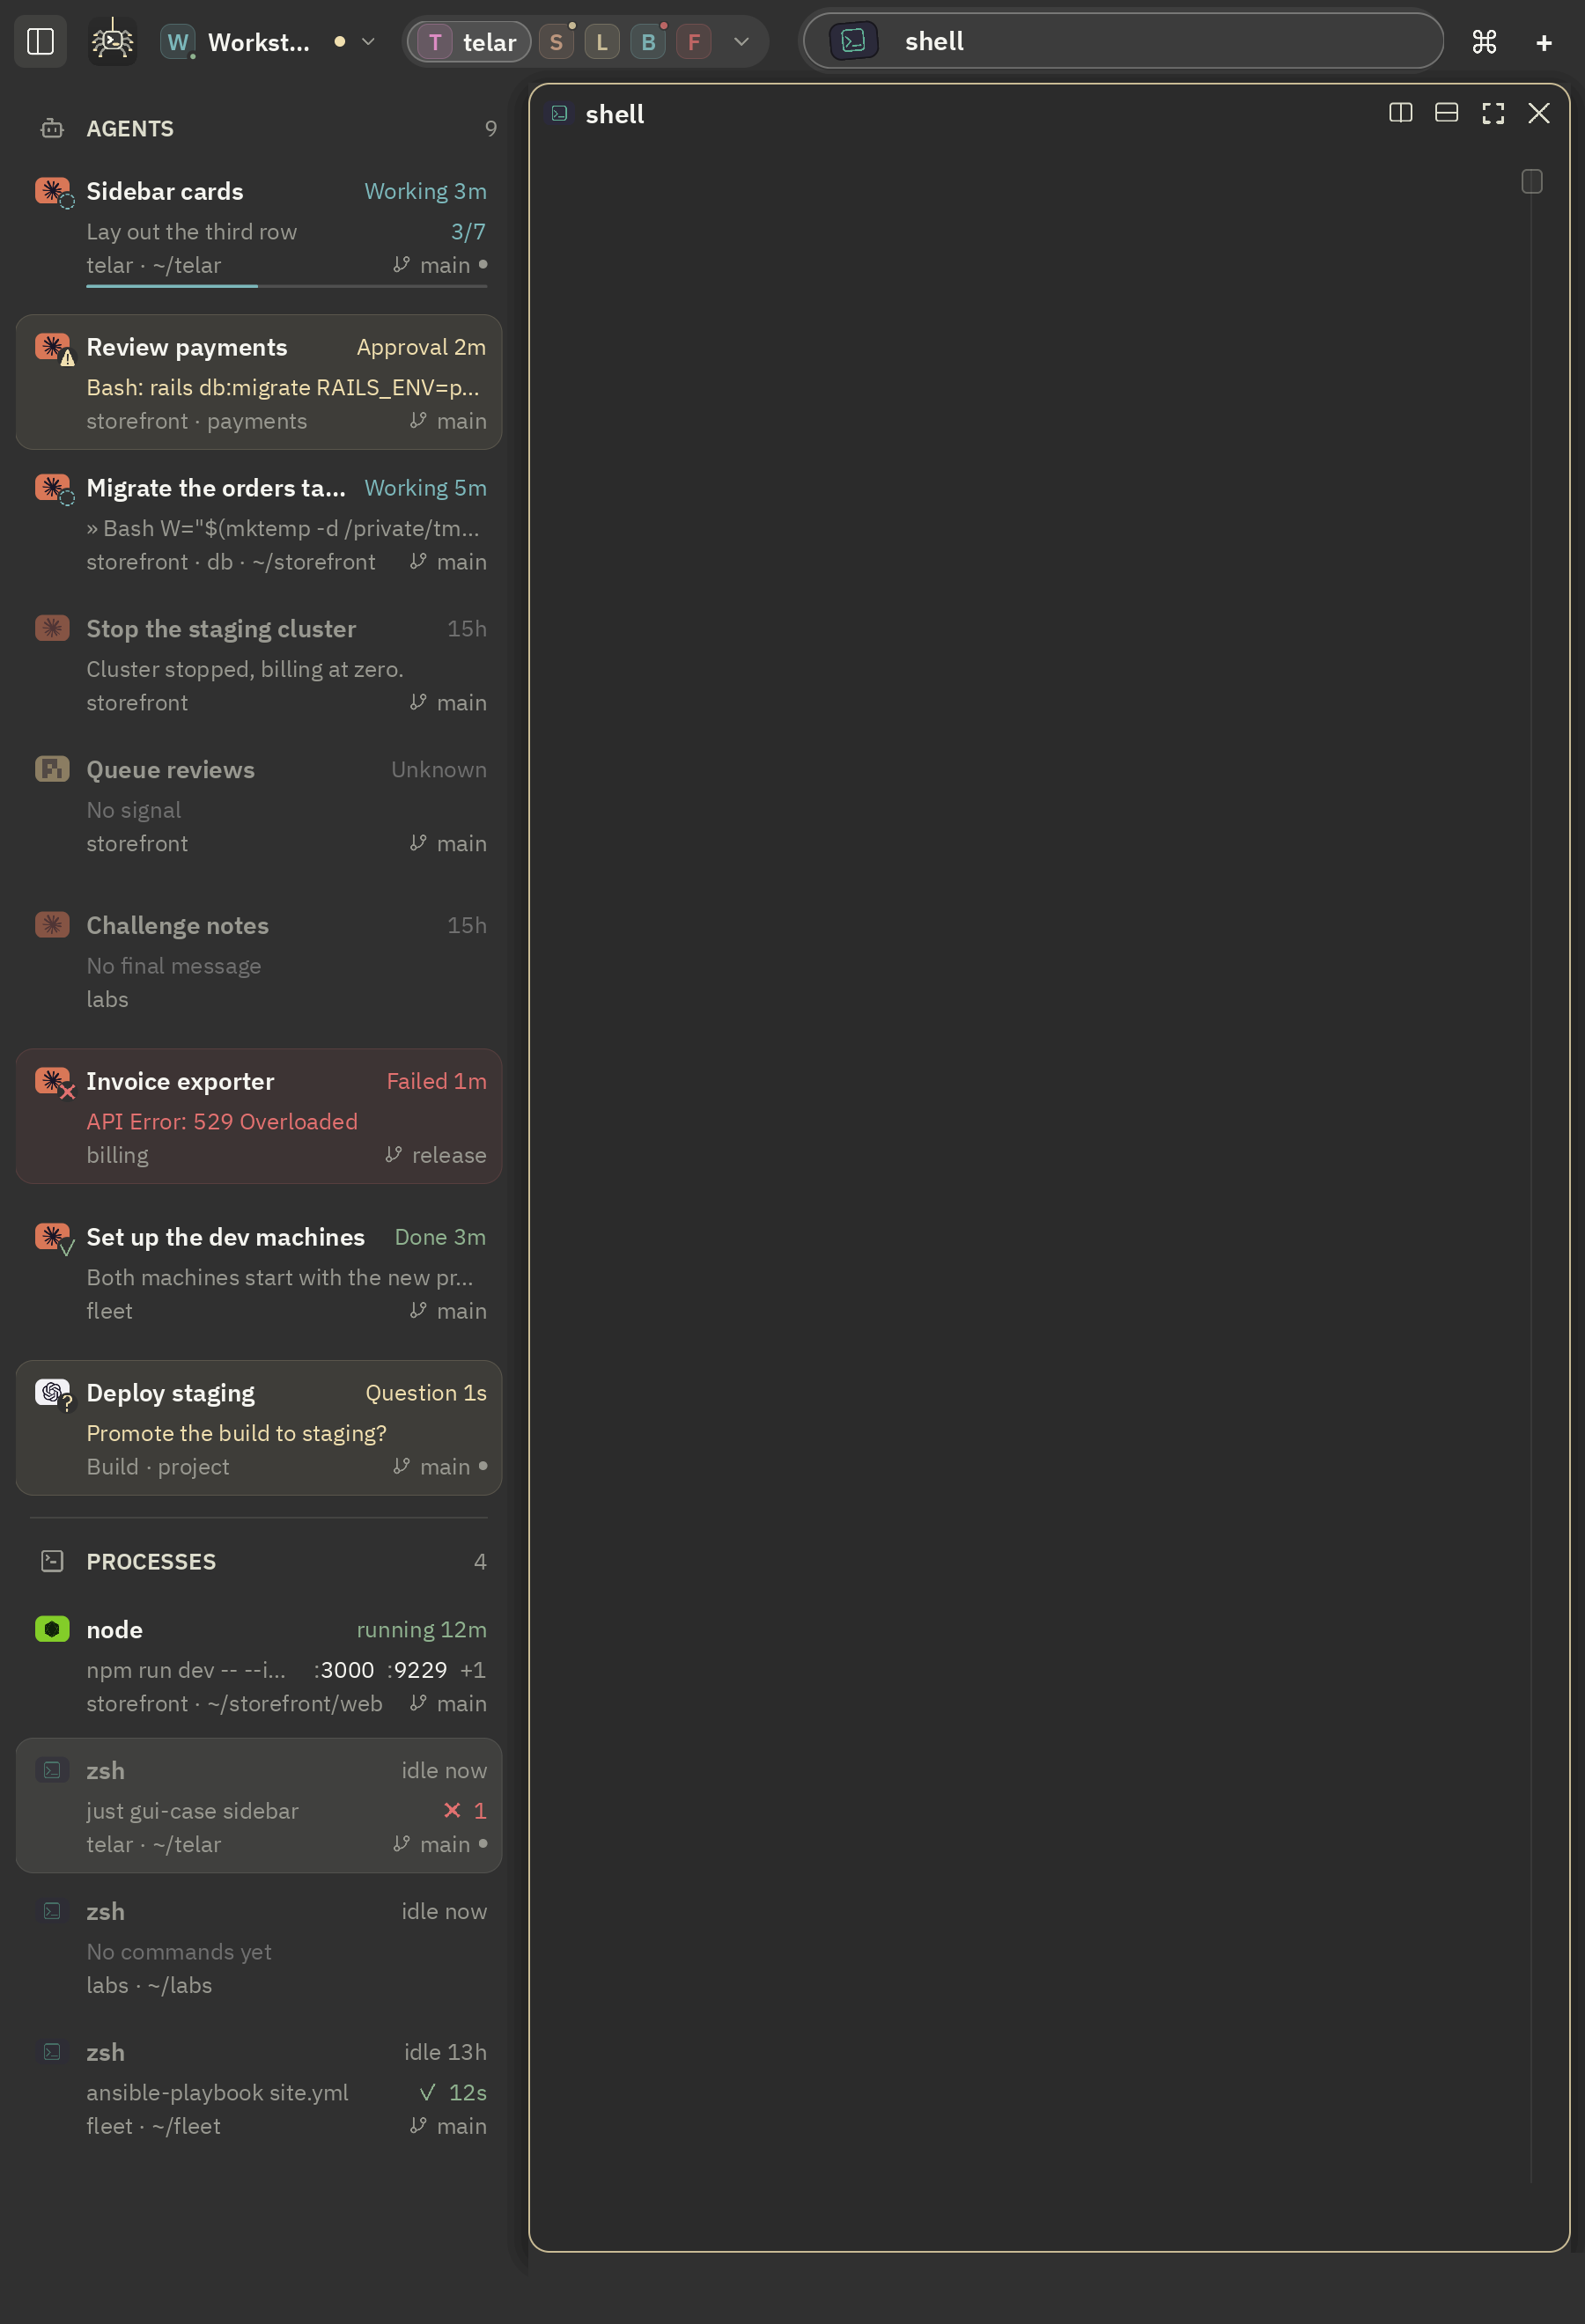 W Workst...
T telar S L B F
shell
AGENTS 9
Sidebar cards Working 3m
Lay out the third row 3/7
telar · ~/telar main
Review payments Approval 2m
Bash: rails db:migrate RAILS_ENV=p...
storefront · payments main
Migrate the orders ta... Working 5m
» Bash W="$(mktemp -d /private/tm...
storefront · db · ~/storefront main
Stop the staging cluster 15h
Cluster stopped, billing at zero.
storefront main
Queue reviews Unknown
No signal
storefront main
Challenge notes 15h
No final message
labs
Invoice exporter Failed 1m
API Error: 529 Overloaded
billing release
Set up the dev machines Done 3m
Both machines start with the new pr...
fleet main
Deploy staging Question 1s
Promote the build to staging?
Build · project main
PROCESSES 4
node running 12m
npm run dev -- --i... :3000 :9229 +1
storefront · ~/storefront/web main
zsh idle now
just gui-case sidebar ✕ 1
telar · ~/telar main
zsh idle now
No commands yet
labs · ~/labs
zsh idle 13h
ansible-playbook site.yml ✓ 12s
fleet · ~/fleet main
shell